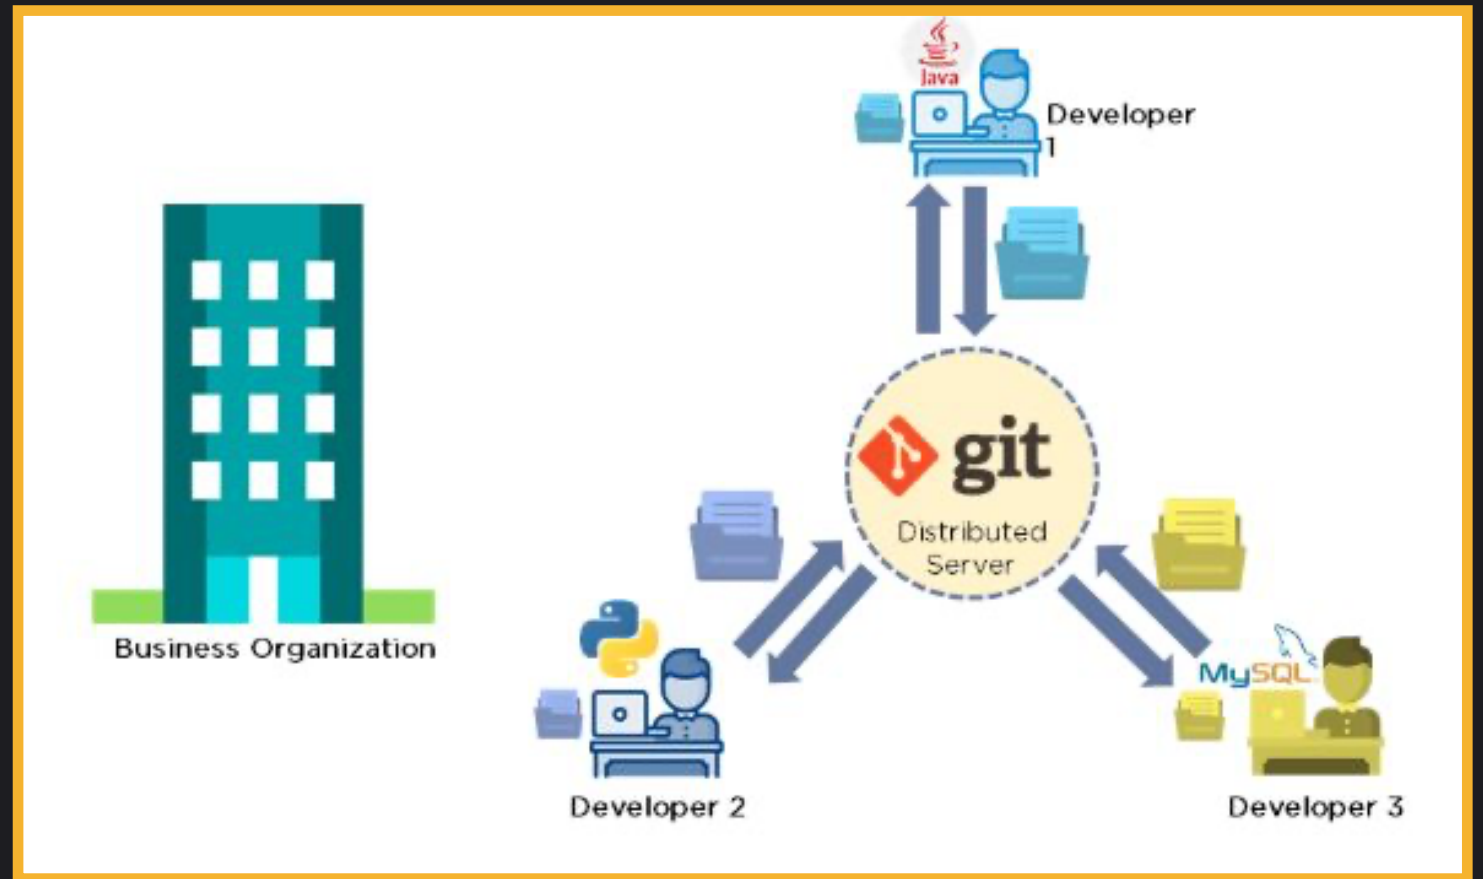 Java
Developer
1
git
Distributed
Server
Business Organization
MySQL
Developer 2
Developer 3